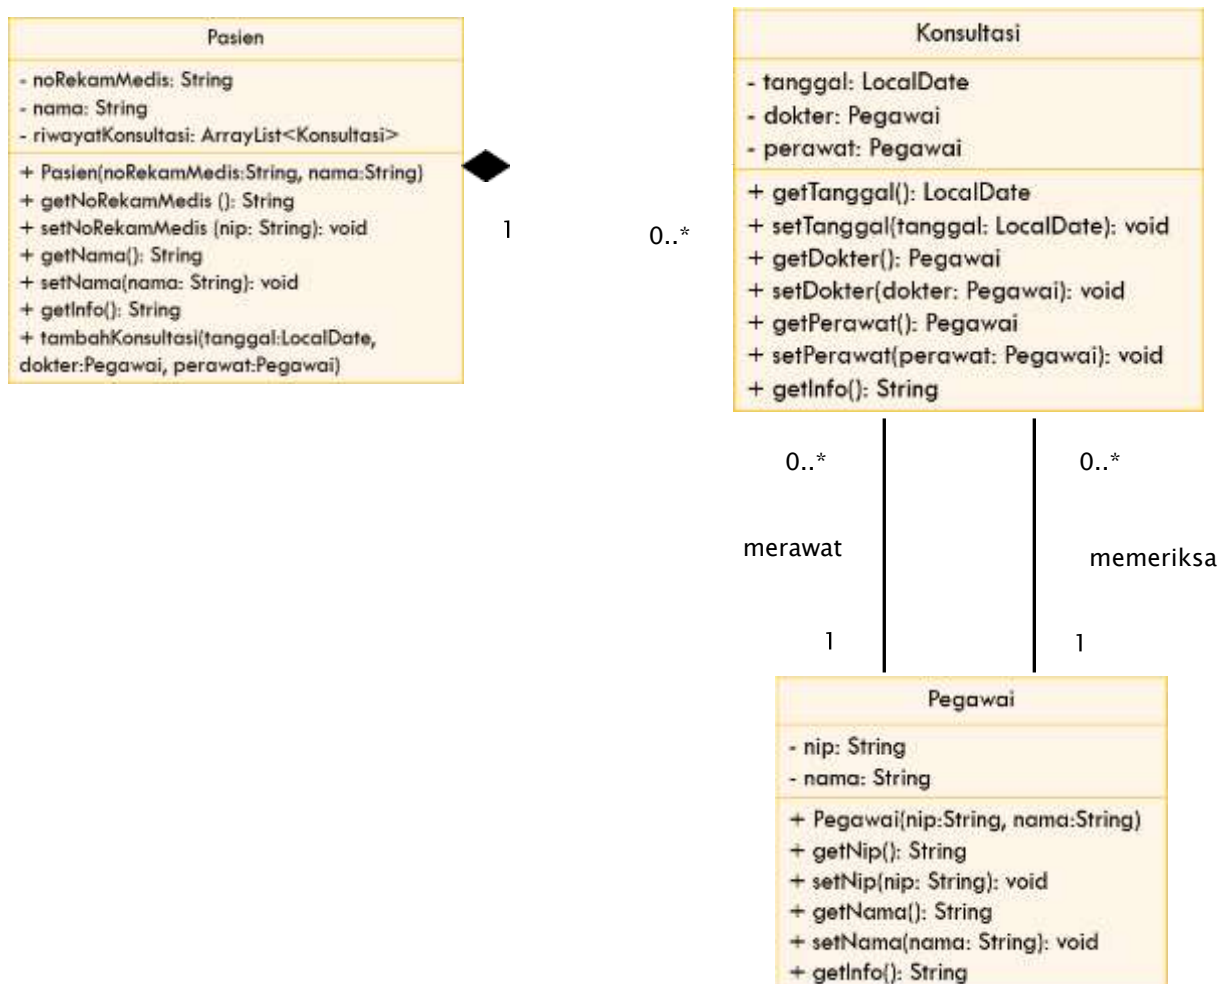 Pasien
- noRekamMedis: String
- nama: String
- riwayatKonsultasi: ArrayList<Konsultasi>
+ Pasien(noRekamMedis:String, nama:String)
+ getNoRekamMedis (): String
+ setNoRekamMedis (nip: String): void
+ getNama(): String
+ setNama(nama: String): void
+ getInfo(): String
+ tambahKonsultasi(tanggal:LocalDate,
dokter:Pegawai, perawat:Pegawai)
1
0..*
Konsultasi
- tanggal: LocalDate
- dokter: Pegawai
- perawat: Pegawai
+ getTanggal(): LocalDate
+ setTanggal(tanggal: LocalDate): void
+ getDokter(): Pegawai
+ setDokter(dokter: Pegawai): void
+ getPerawat(): Pegawai
+ setPerawat(perawat: Pegawai): void
+ getInfo(): String
0..*
0..*
merawat
memeriksa
1
1
Pegawai
- nip: String
- nama: String
+ Pegawai(nip:String, nama:String)
+ getNip(): String
+ setNip(nip: String): void
+ getNama(): String
+ setNama(nama: String): void
+ getInfo(): String